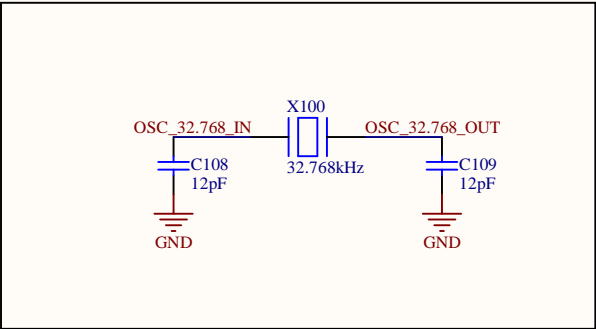 X100
OSC_32.768_IN
OSC_32.768_OUT
C108
12pF
32.768kHz
C109
12pF
GND
GND